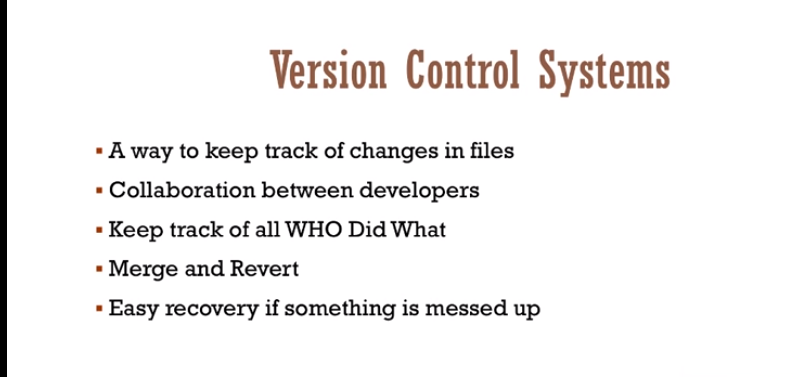 Version Control Systems
▪ A way to keep track of changes in files
▪ Collaboration between developers
▪ Keep track of all WHO Did What
▪ Merge and Revert
▪ Easy recovery if something is messed up